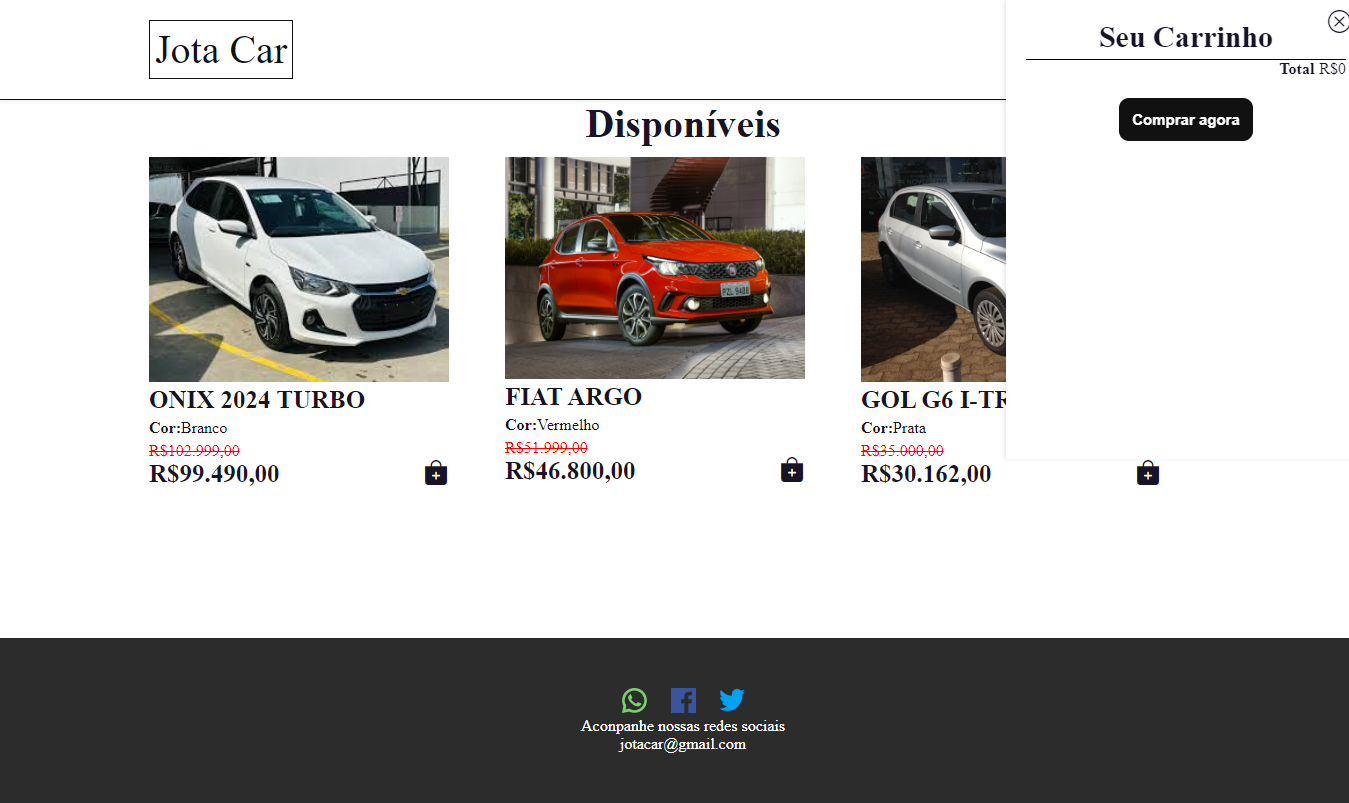 Jota Car
Seu Carrinho
Total R$0
Comprar agora
Disponíveis
ONIX 2024 TURBO
Cor:Branco
R$102.999,00
R$99.490,00
FIAT ARGO
Cor:Vermelho
R$51.999,00
R$46.800,00
GOL G6 I-TR
Cor:Prata
R$35.000,00
R$30.162,00
Aconpanhe nossas redes sociais
jotacar@gmail.com